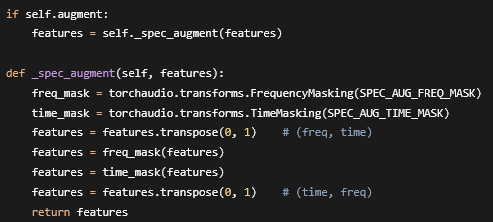 if self.augment:
    features = self._spec_augment(features)

def _spec_augment(self, features):
    freq_mask = torchaudio.transforms.FrequencyMasking(SPEC_AUG_FREQ_MASK)
    time_mask = torchaudio.transforms.TimeMasking(SPEC_AUG_TIME_MASK)
    features = features.transpose(0, 1)    # (freq, time)
    features = freq_mask(features)
    features = time_mask(features)
    features = features.transpose(0, 1)    # (time, freq)
    return features